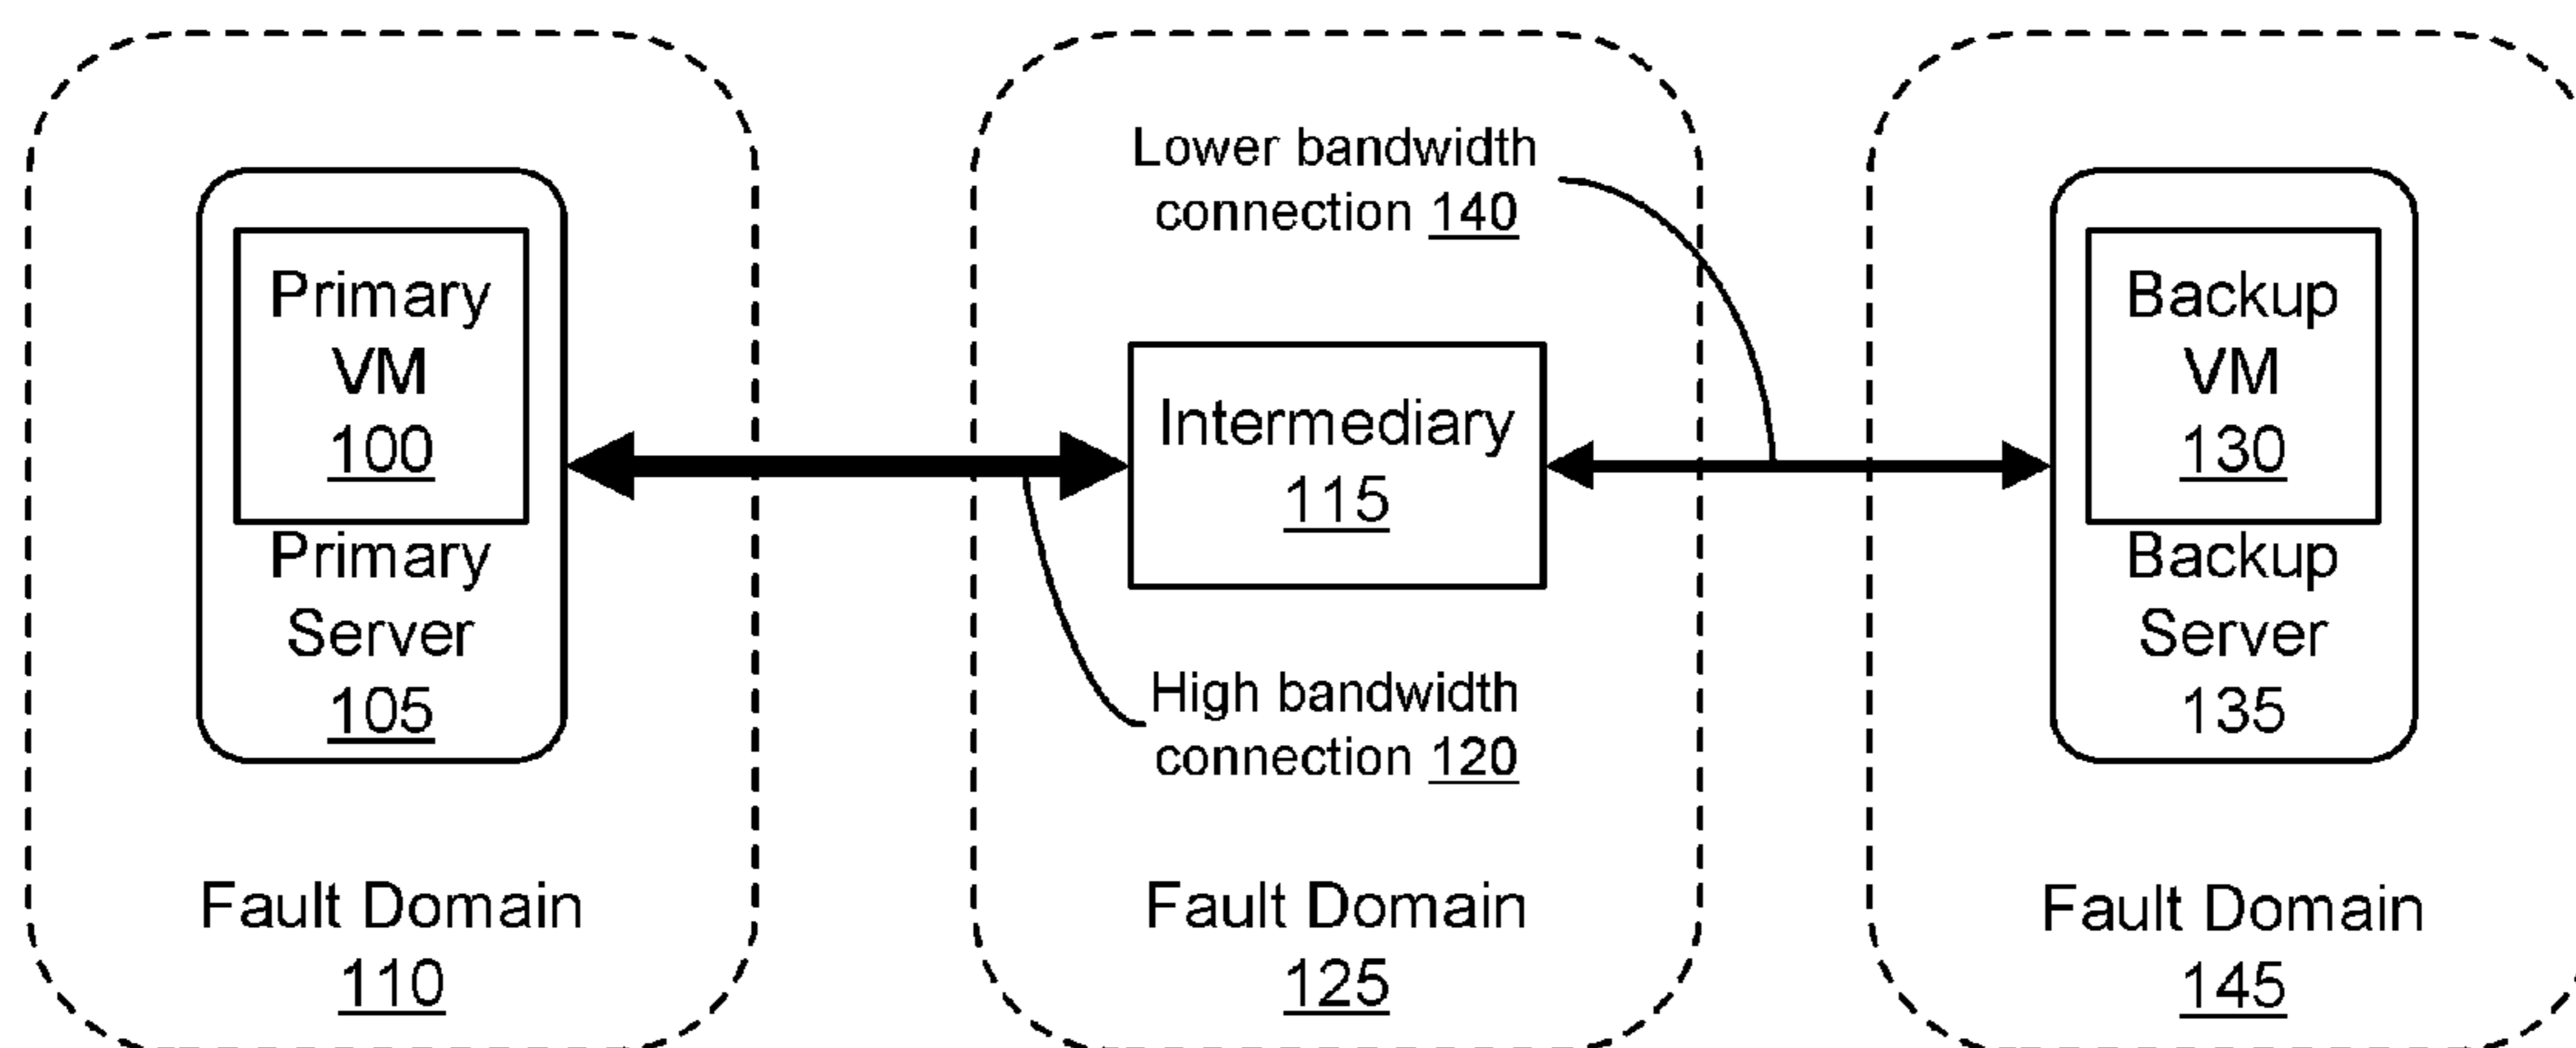 Primary
VM
100
Primary
Server
105
Fault Domain
110
Lower bandwidth
connection 140
Intermediary
115
High bandwidth
connection 120
Fault Domain
125
Backup
VM
130
Backup
Server
135
Fault Domain
145